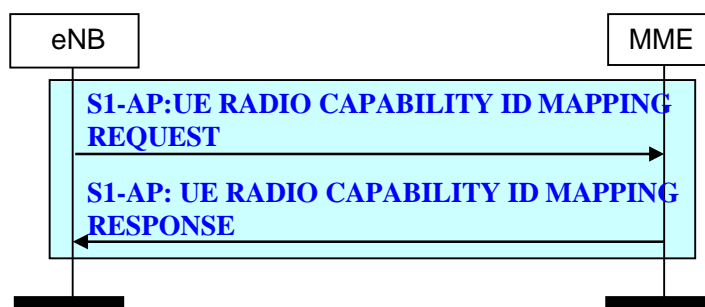 eNB
MME
S1-AP:UE RADIO CAPABILITY ID MAPPING
REQUEST
S1-AP: UE RADIO CAPABILITY ID MAPPING
RESPONSE